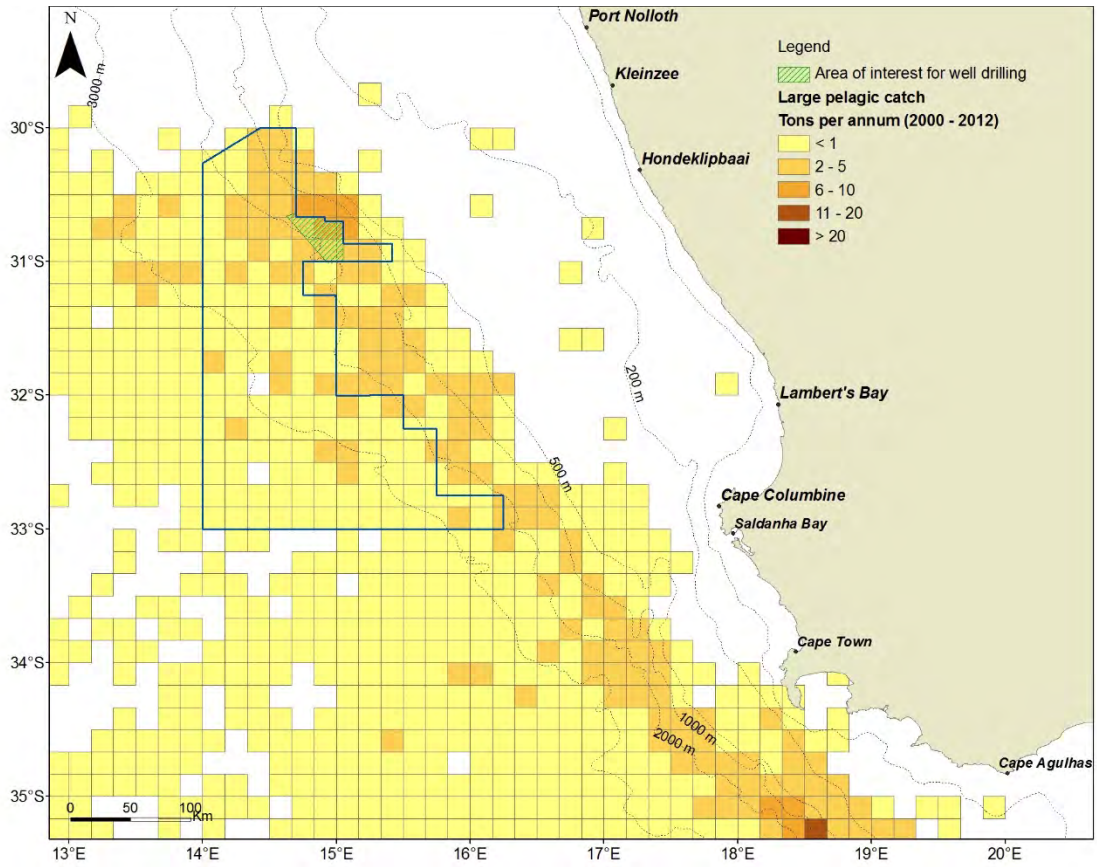 N
Port Nolloth
Kleinzee
Hondeklipbaai
Legend
Area of interest for well drilling
Large pelagic catch
Tons per annum (2000 - 2012)
< 1
2 - 5
6 - 10
11 - 20
> 20
3000 m
200 m
500 m
1000 m
2000 m
Lambert's Bay
Cape Columbine
Saldanha Bay
Cape Town
Cape Agulhas
30°S
31°S
32°S
33°S
34°S
35°S
0 50 100
Km
13°E 14°E 15°E 16°E 17°E 18°E 19°E 20°E